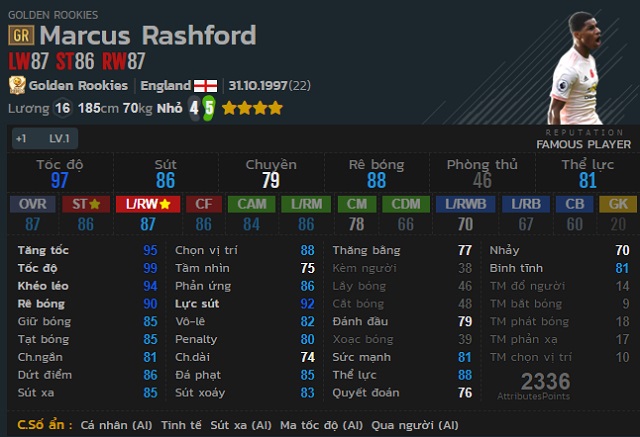 GOLDEN ROOKIES
GR Marcus Rashford
LW87 ST86 RW87
Golden Rookies England 31.10.1997(22)
Lương 16 185cm 70kg Nhỏ 4 5
REPUTATION
FAMOUS PLAYER
+1 LV.1
Tốc độ Sút Chuyền Rê bóng Phòng thủ Thể lực
97 86 79 88 46 81
OVR ST L/RW CF CAM L/RM CM CDM L/RWB L/RB CB GK
87 86 87 86 84 86 78 66 70 67 60 20
Tăng tốc 95 Chọn vị trí 88 Thăng bằng 77 Nhảy 70
Tốc độ 99 Tầm nhìn 75 Kèm người 38 Bình tĩnh 81
Khéo léo 94 Phản ứng 86 Lấy bóng 46 TM đổ người 14
Rê bóng 90 Lực sút 92 Cắt bóng 48 TM bắt bóng 9
Giữ bóng 85 Vô-lê 82 Đánh đầu 79 TM phát bóng 18
Tạt bóng 85 Penalty 80 Xoạc bóng 39 TM phản xạ 17
Ch.ngắn 81 Ch.dài 74 Sức mạnh 81 TM chọn vị trí 10
Dứt điểm 86 Đá phạt 85 Thể lực 88 2336
Sút xa 85 Sút xoáy 83 Quyết đoán 76 AttributesPoints
C.Số ẩn : Cá nhân (AI) Tinh tế Sút xa (AI) Ma tốc độ (AI) Qua người (AI)